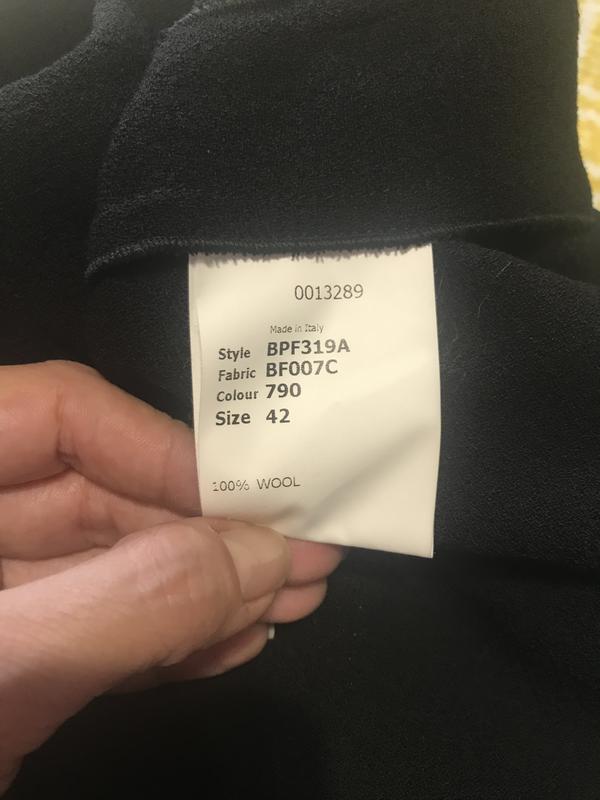 0013289
Made in Italy
Style BPF319A
Fabric BF007C
Colour 790
Size 42
100% WOOL